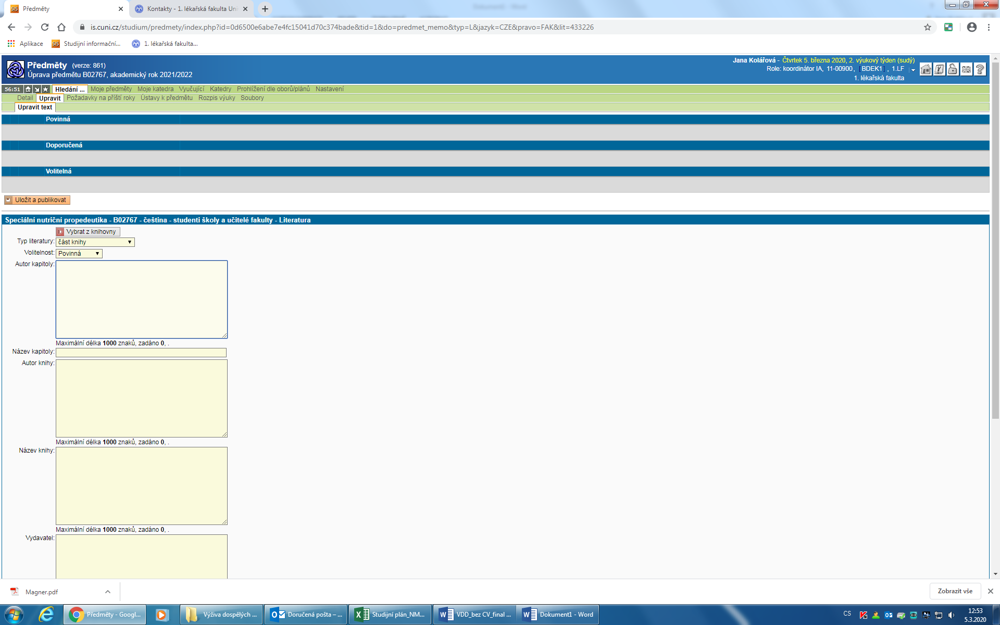 Předměty
Kontakty - 1. lékařská fakulta Uni
Dokument1 - Word
is.cuni.cz/studium/predmety/index.php?id=0d6500e6abe7e4fc15041d70c374bade&tid=1&do=predmet_memo&typ=L&jazyk=CZE&pravo=FAK&lit=433226
Aplikace
SIS Studijní informační...
1. lékařská fakulta...
Předměty (verze: 861)
Úprava předmětu B02767, akademický rok 2021/2022
Jana Kolářová - Čtvrtek 5. března 2020, 2. výukový týden (sudý)
Role: koordinátor IA, 11-00900, [BDEK1], 1.LF
1. lékařská fakulta
56:51 Hledání ... Moje předměty Moje katedra Vyučující Katedry Prohlížení dle oborů/plánů Nastavení
Detail Upravit Požadavky na příští roky Ústavy k předmětu Rozpis výuky Soubory
Upravit text
Povinná
Doporučená
Volitelná
Uložit a publikovat
Speciální nutriční propedeutika - B02767 - čeština - studenti školy a učitelé fakulty - Literatura
Vybrat z knihovny
Typ literatury: část knihy
Volitelnost: Povinná
Autor kapitoly:
Maximální délka 1000 znaků, zadáno 0, .
Název kapitoly:
Autor knihy:
Maximální délka 1000 znaků, zadáno 0, .
Název knihy:
Maximální délka 1000 znaků, zadáno 0, .
Vydavatel:
Magner.pdf
Zobrazit vše
Předměty - Googl...
Výživa dospělých ...
Doručená pošta – ...
Studijní plán_NM...
VDD_bez CV_final ...
Dokument1 - Word
CS
12:53
5.3.2020